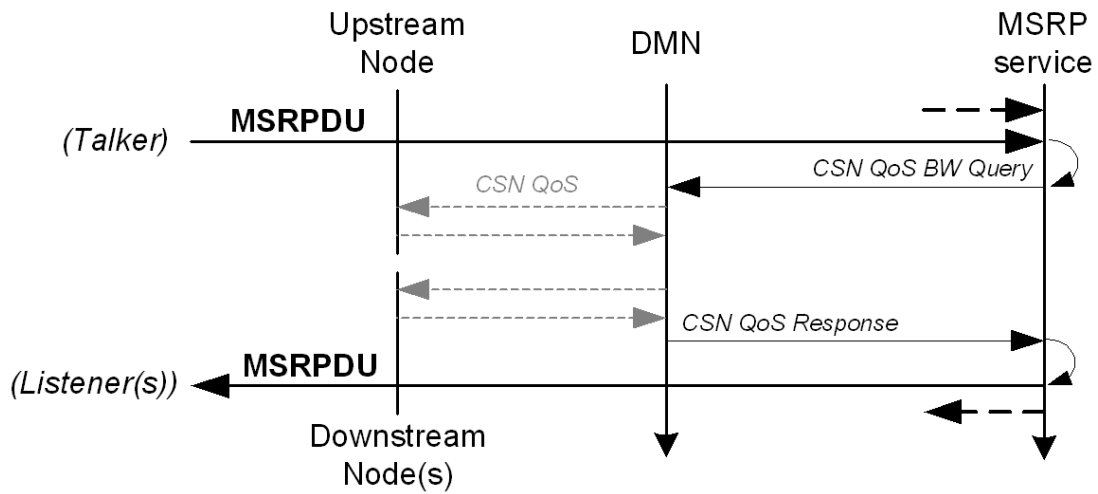 Upstream
Node
DMN
MSRP
service
MSRPDU
(Talker)
CSN QoS BW Query
CSN QoS
CSN QoS Response
MSRPDU
(Listener(s))
Downstream
Node(s)